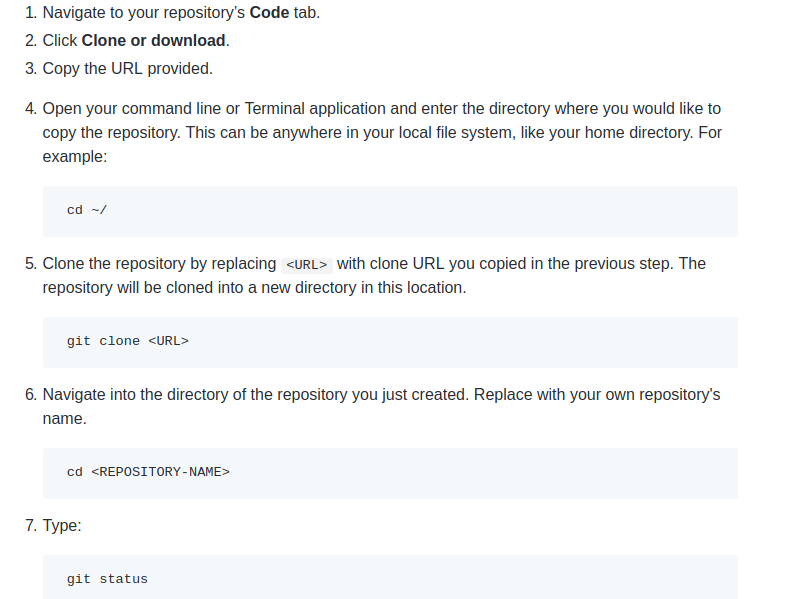 1. Navigate to your repository's Code tab.
2. Click Clone or download.
3. Copy the URL provided.
4. Open your command line or Terminal application and enter the directory where you would like to
copy the repository. This can be anywhere in your local file system, like your home directory. For
example:
cd ~/
5. Clone the repository by replacing <URL> with clone URL you copied in the previous step. The
repository will be cloned into a new directory in this location.
git clone <URL>
6. Navigate into the directory of the repository you just created. Replace with your own repository's
name.
cd <REPOSITORY-NAME>
7. Type:
git status